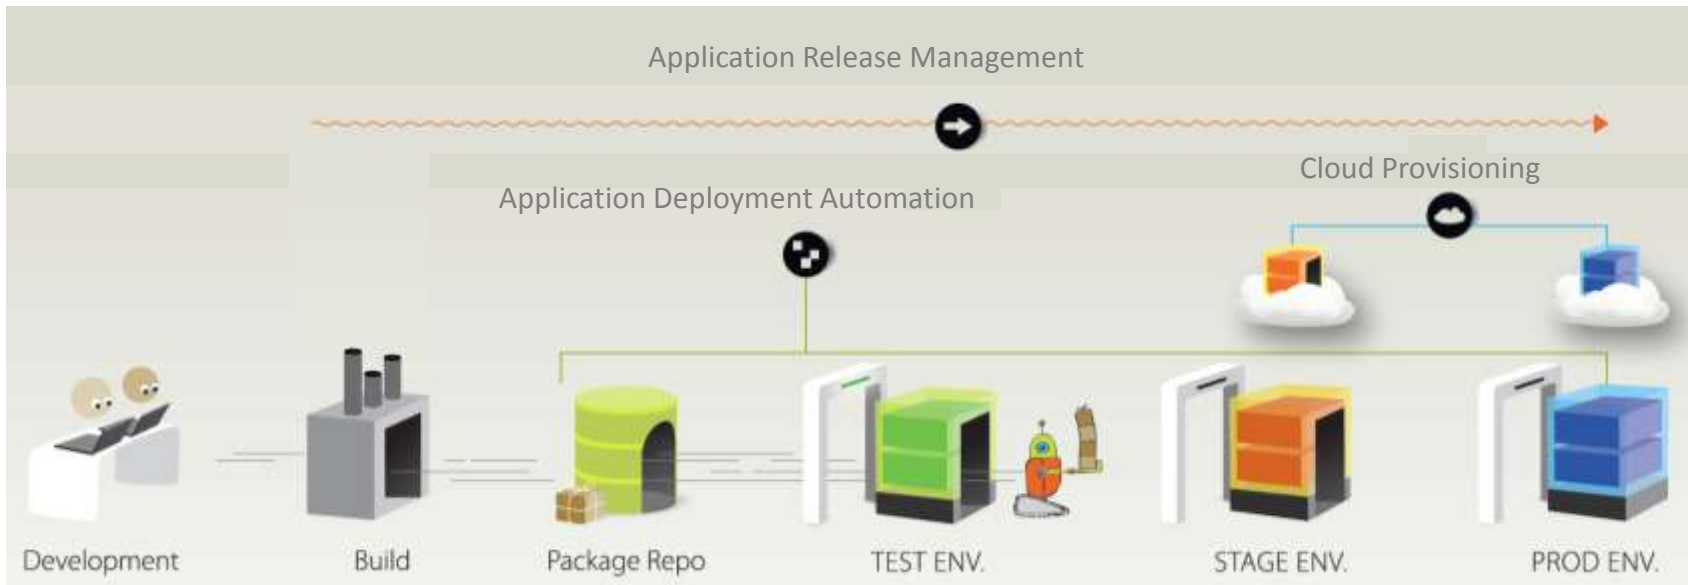 Application Release Management
Cloud Provisioning
Application Deployment Automation
Development
Build
Package Repo
TEST ENV.
STAGE ENV.
PROD ENV.